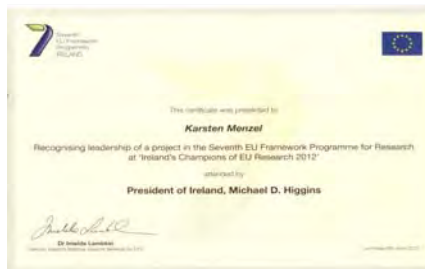 Seventh
EU Framework
Programme
IRELAND
This certificate was presented to
Karsten Menzel
Recognising leadership of a project in the Seventh EU Framework Programme for Research
at 'Ireland's Champions of EU Research 2012'
attended by
President of Ireland, Michael D. Higgins
Dr Imelda Lambkin